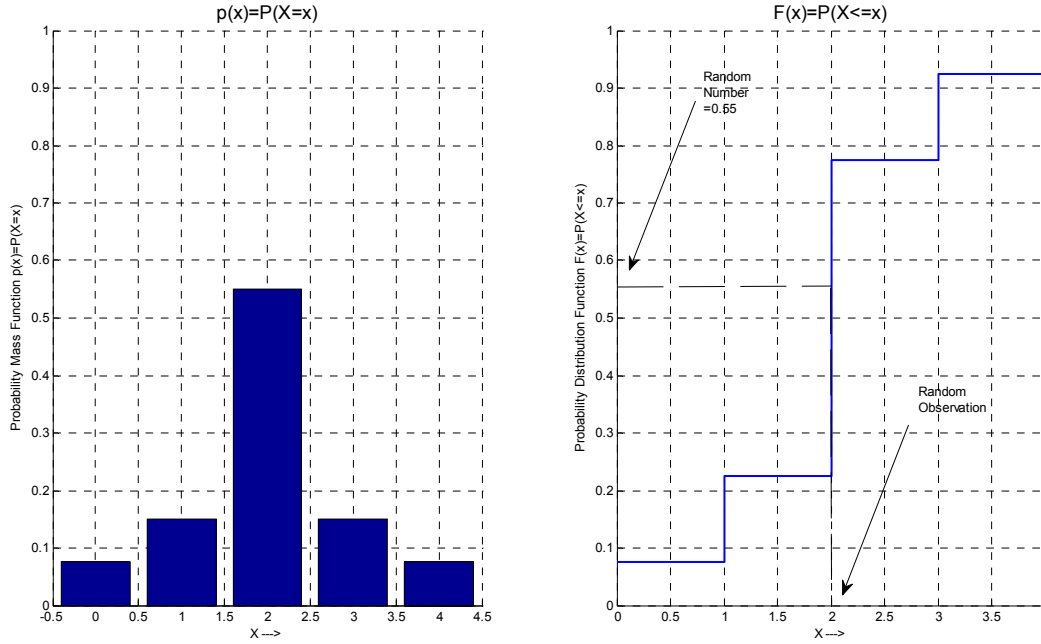 p(x)=P(X=x)
Probability Mass Function p(x)=P(X=x)
1
0.9
0.8
0.7
0.6
0.5
0.4
0.3
0.2
0.1
0
-0.5 0 0.5 1 1.5 2 2.5 3 3.5 4 4.5
X --->
F(x)=P(X<=x)
Probability Distribution Function F(x)=P(X<=x)
1
0.9
0.8
0.7
0.6
0.5
0.4
0.3
0.2
0.1
0
0 0.5 1 1.5 2 2.5 3 3.5
X --->
Random
Number
=0.55
Random
Observation